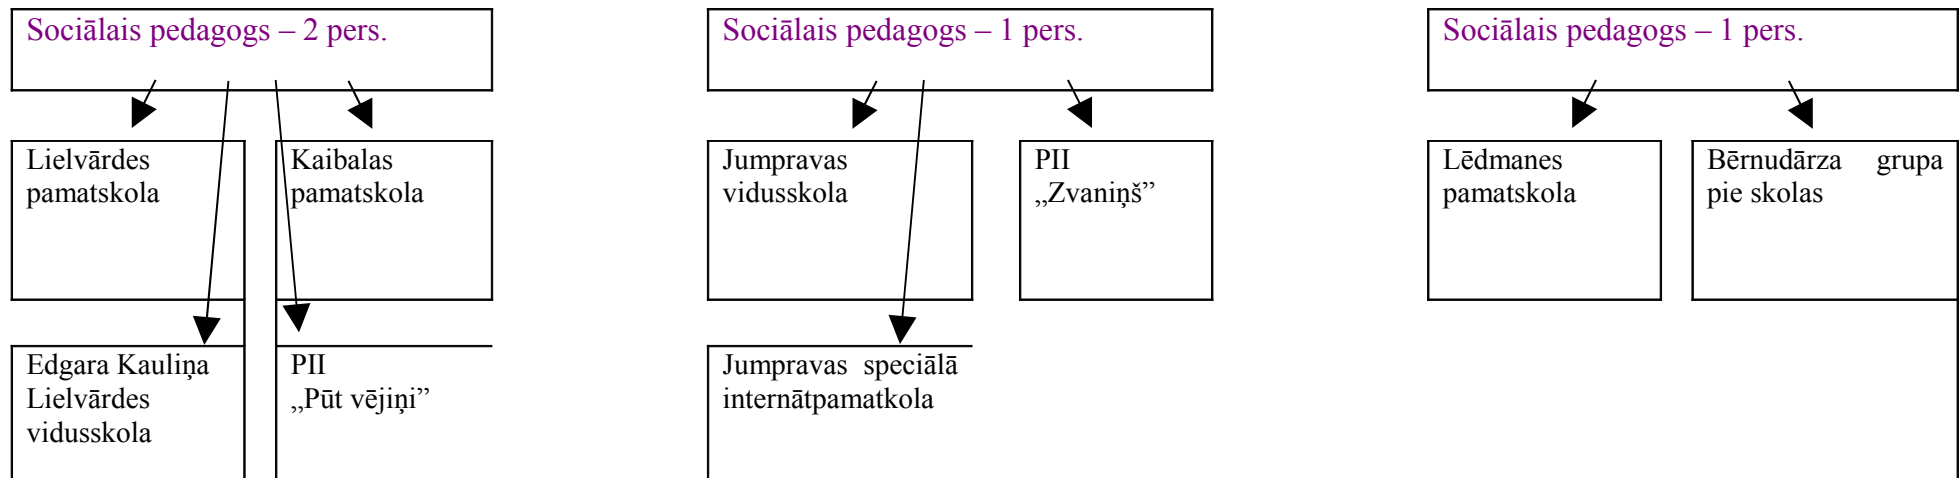 Sociālais pedagogs – 2 pers.
Lielvārdes
pamatskola
Kaibalas
pamatskola
Edgara Kauliņa
Lielvārdes
vidusskola
PII
„Pūt vējiņi”
Sociālais pedagogs – 1 pers.
Jumpravas
vidusskola
PII
„Zvaniņš”
Jumpravas speciālā
internātpamatkola
Sociālais pedagogs – 1 pers.
Lēdmanes
pamatskola
Bērnudārza grupa
pie skolas